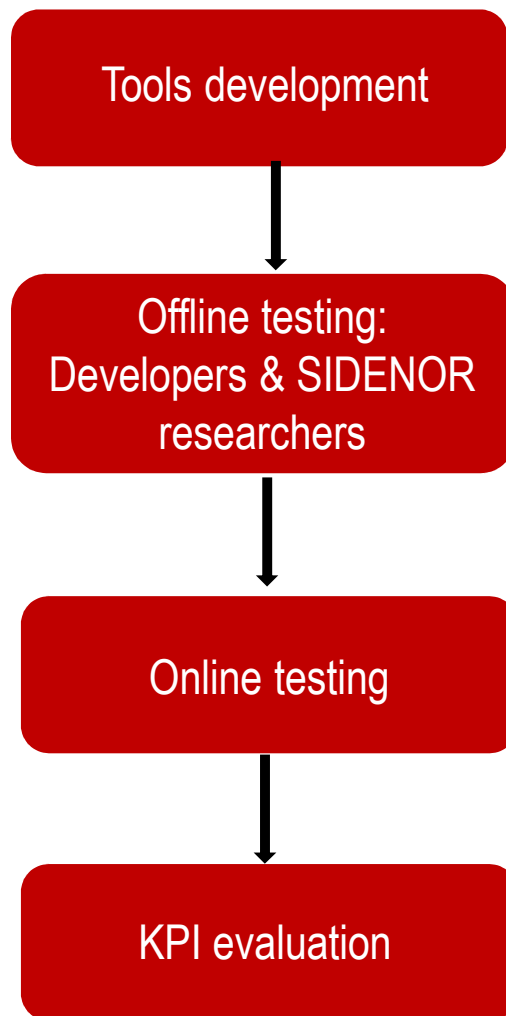 Tools development
Offline testing:
Developers & SIDENOR
researchers
Online testing
KPI evaluation